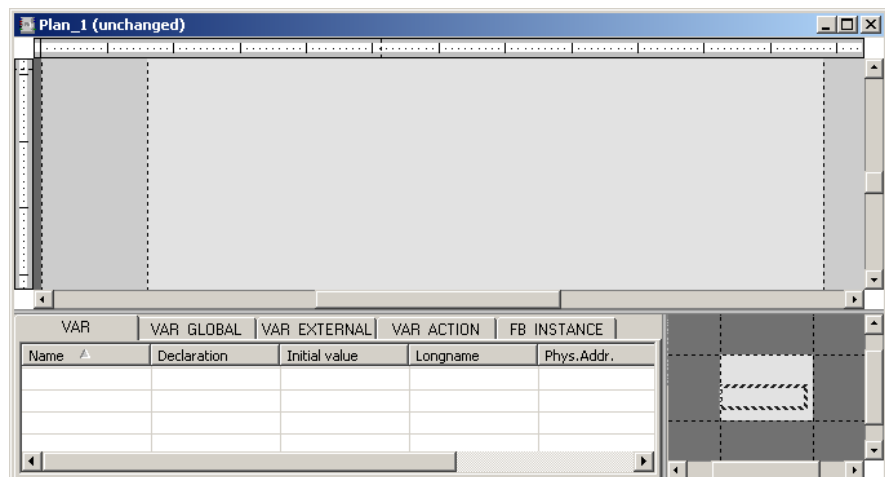 Plan_1 (unchanged)
VAR VAR GLOBAL VAR EXTERNAL VAR ACTION FB INSTANCE
Name Declaration Initial value Longname Phys.Addr.